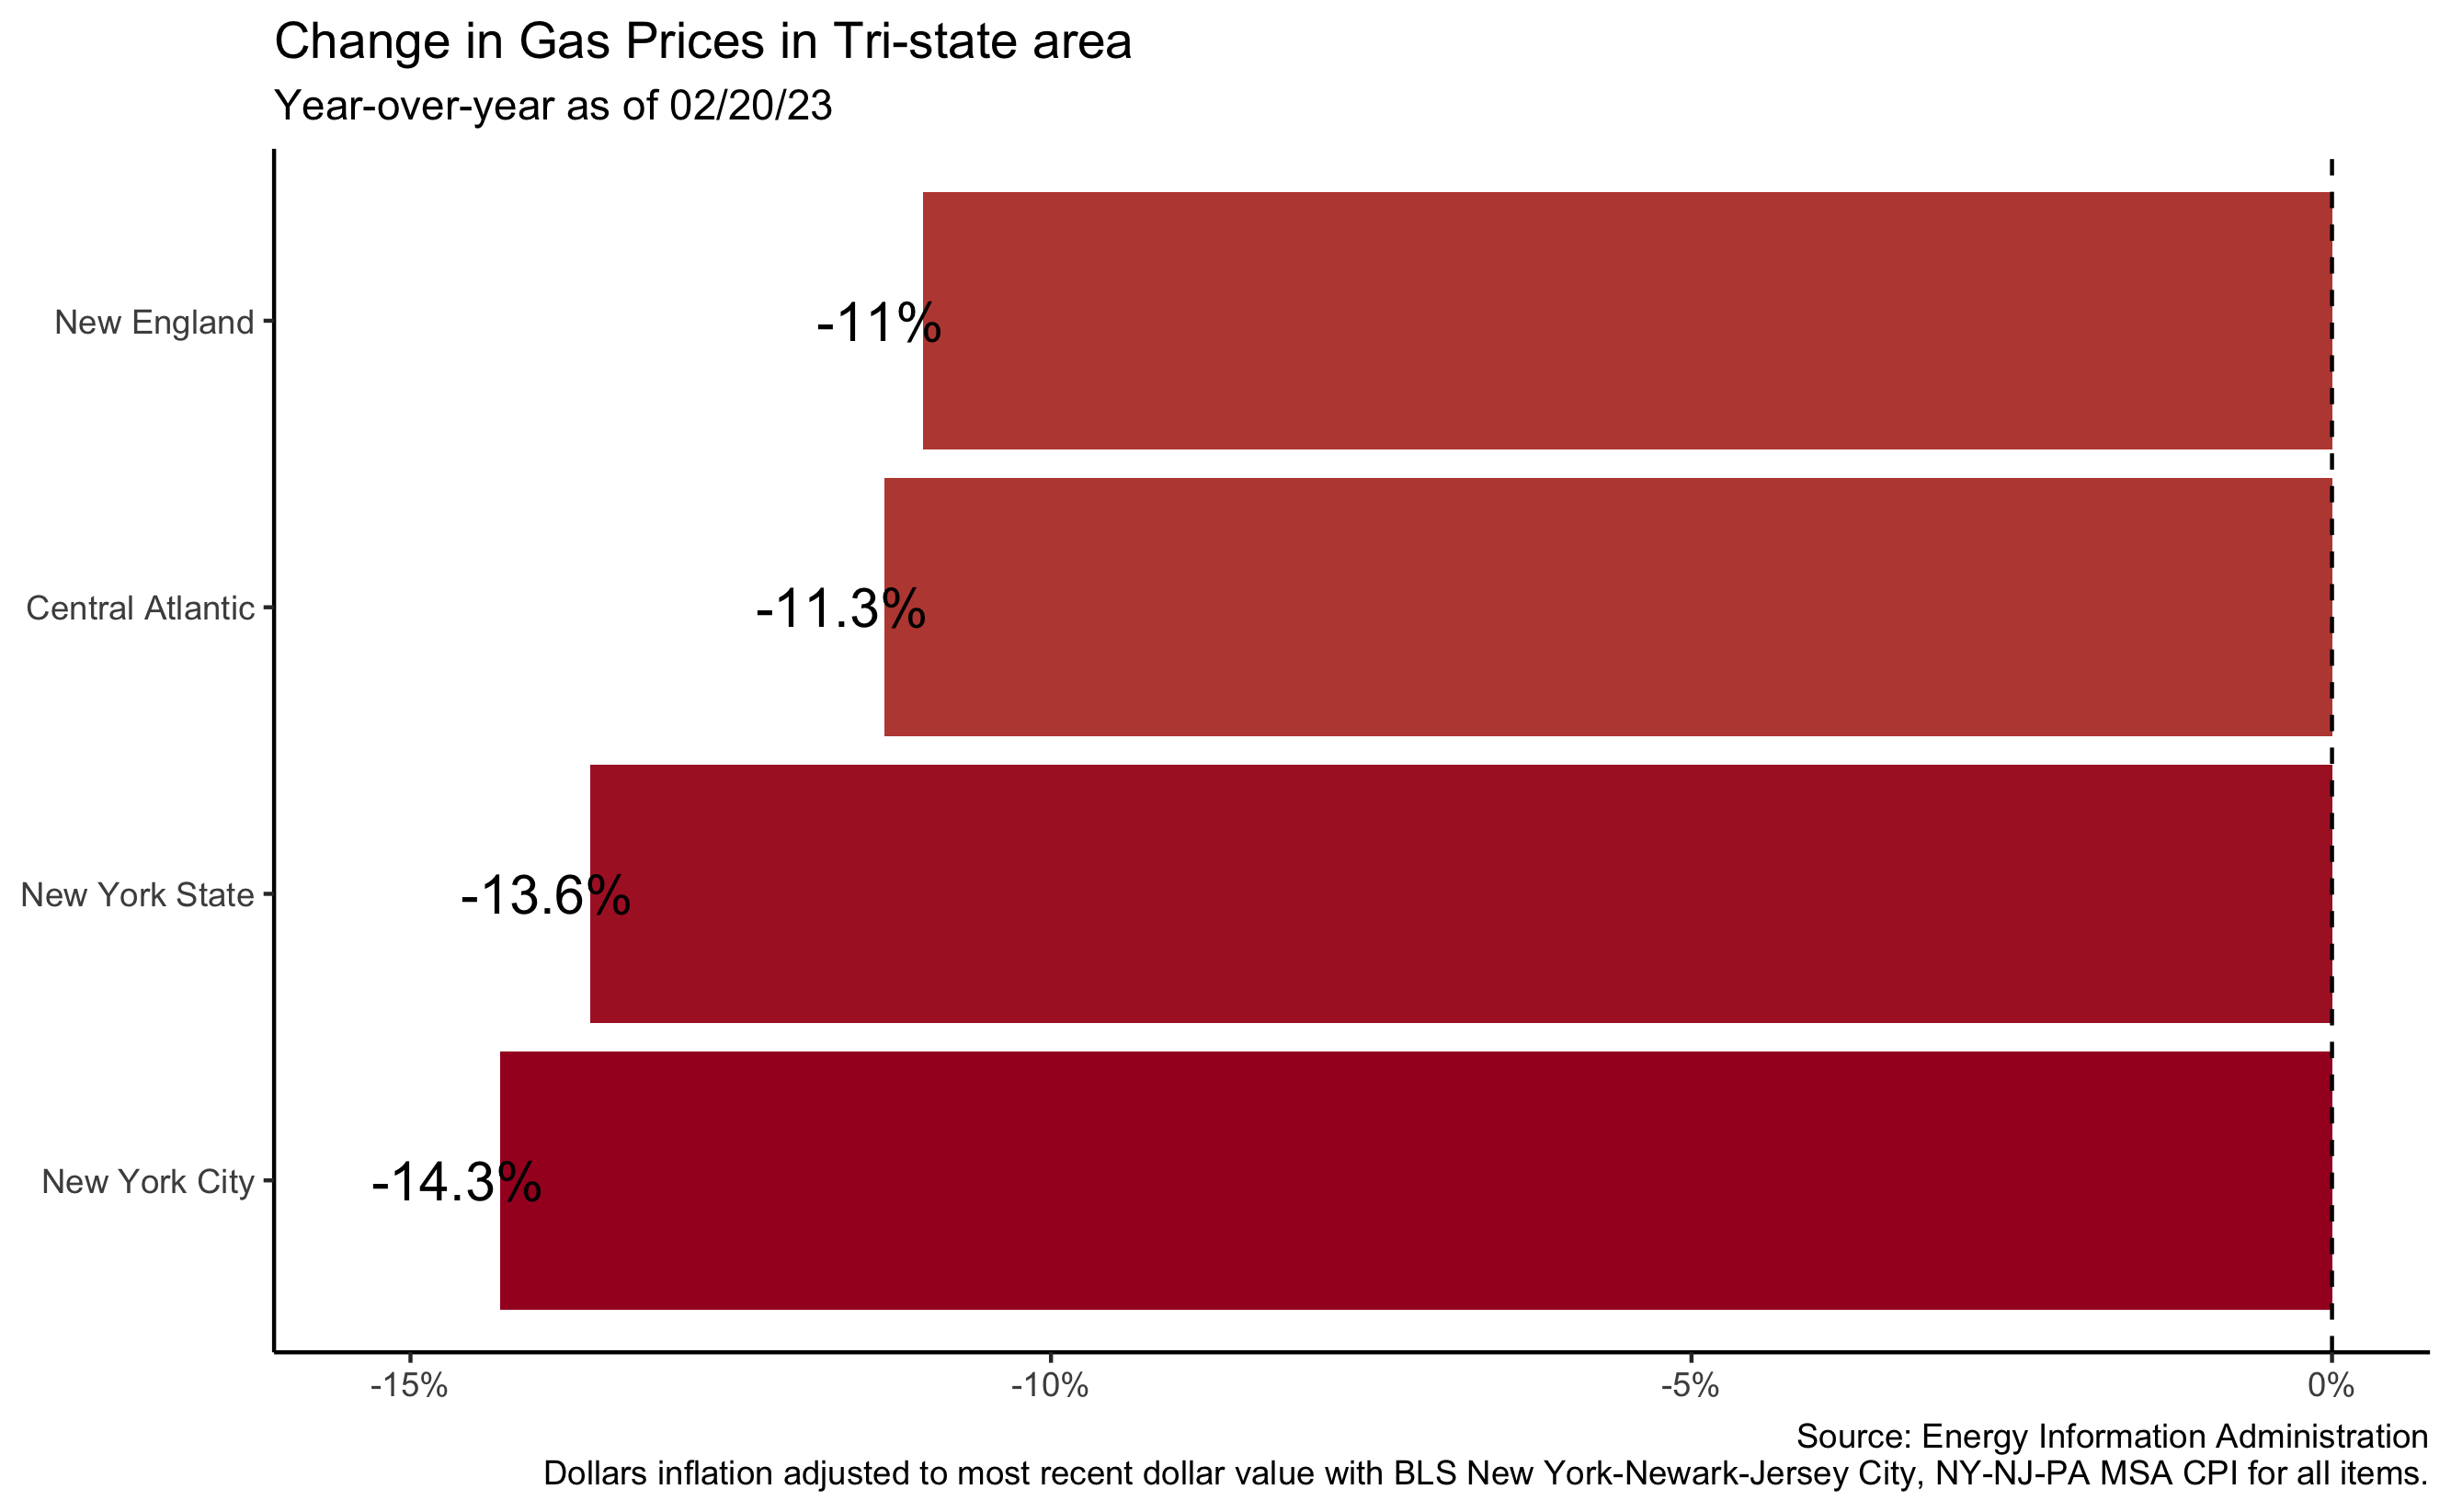 Change in Gas Prices in Tri-state area
Year-over-year as of 02/20/23
New England
-11%
Central Atlantic
-11.3%
New York State
-13.6%
New York City
-14.3%
-15%
-10%
-5%
0%
Source: Energy Information Administration
Dollars inflation adjusted to most recent dollar value with BLS New York-Newark-Jersey City, NY-NJ-PA MSA CPI for all items.